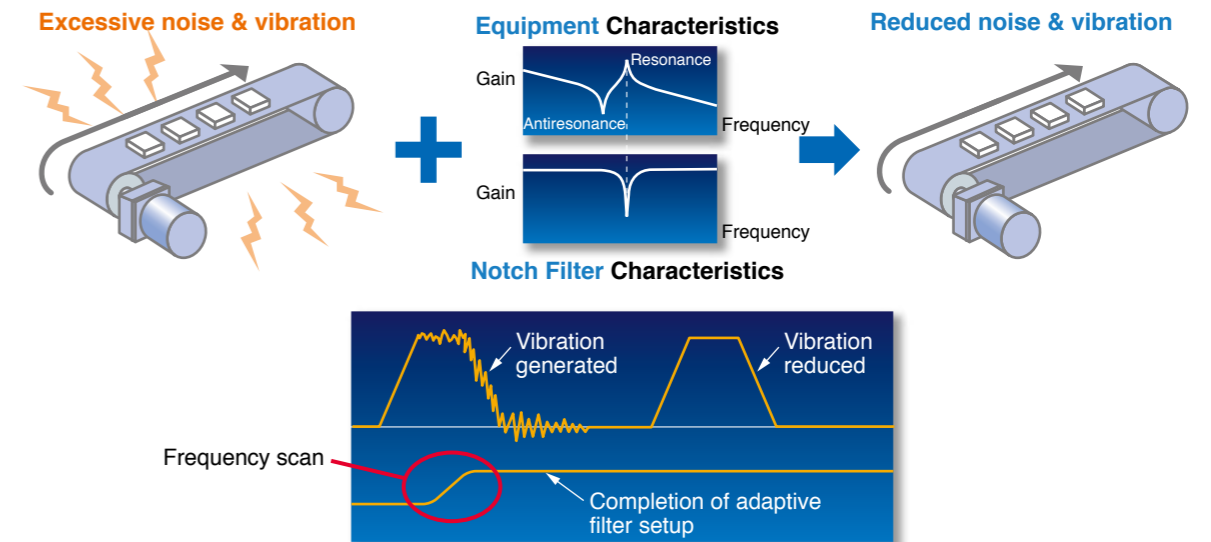 Excessive noise & vibration
Equipment Characteristics
Reduced noise & vibration
Resonance
Gain
Antiresonance
Frequency
Gain
Frequency
Notch Filter Characteristics
Vibration
generated
Vibration
reduced
Frequency scan
Completion of adaptive
filter setup